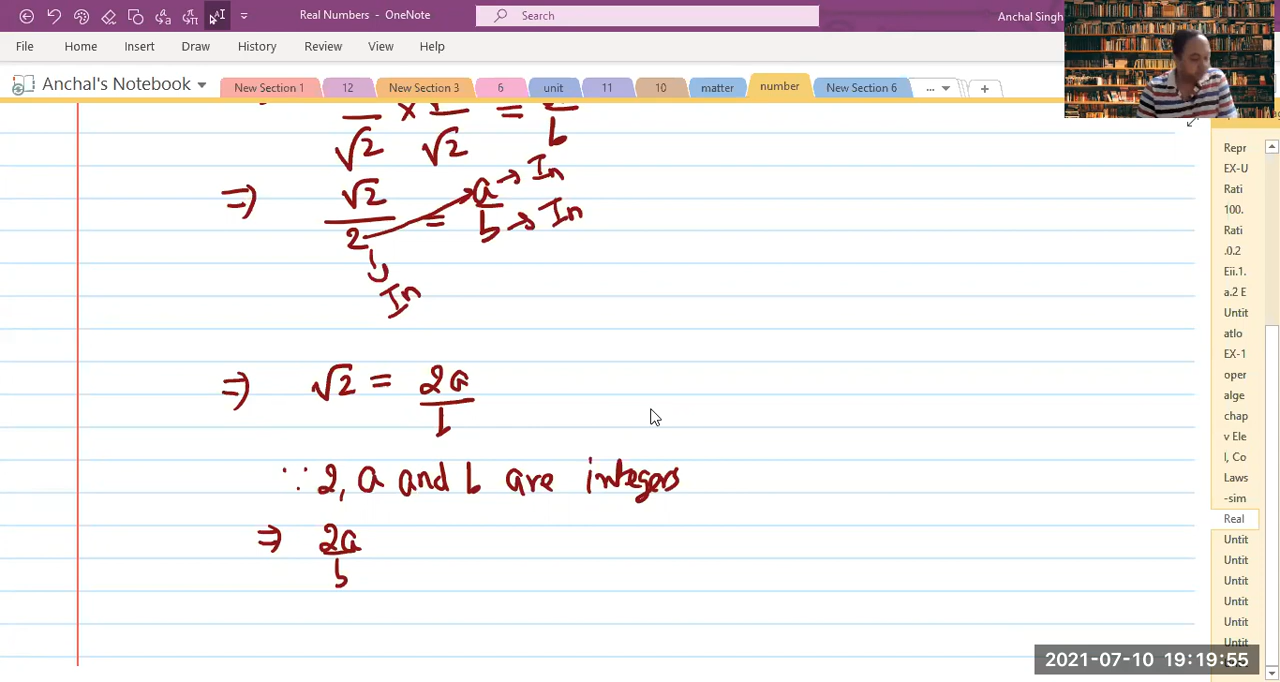 Real Numbers - OneNote
Search
Anchal Singh
File Home Insert Draw History Review View Help
Anchal's Notebook
New Section 1 12 New Section 3 6 unit 11 10 matter number New Section 6 ... +
√2 × √2 = b
⇒ √2/2 = a/b
a → In
b → In
In
⇒ √2 = 2a/b
∵ 2, a and b are integers
⇒ 2a/b
Repr
EX-U
Rati
100.
Rati
.0.2
Eii.1.
a.2 E
Untit
atlo
EX-1
oper
alge
chap
v Ele
l, Co
Laws
-sim
Real
Untit
Untit
Untit
Untit
Untit
Untit
2021-07-10 19:19:55